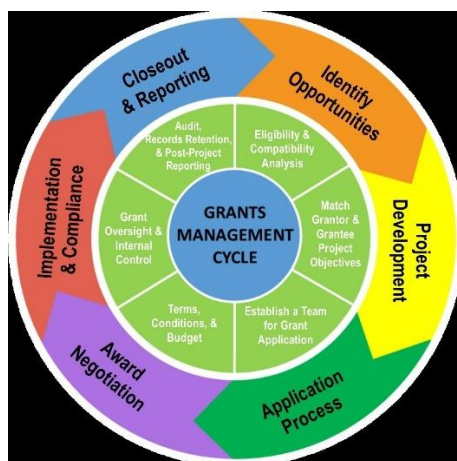 Closeout
& Reporting
Identify
Opportunities
Project
Development
Application
Process
Award
Negotiation
Implementation
& Compliance
Audit,
Records Retention,
& Post-Project
Reporting
Eligibility &
Compatibility
Analysis
Match
Grantor &
Grantee
Project
Objectives
Establish a Team
for Grant
Application
Terms,
Conditions, &
Budget
Grant
Oversight &
Internal
Control
GRANTS
MANAGEMENT
CYCLE